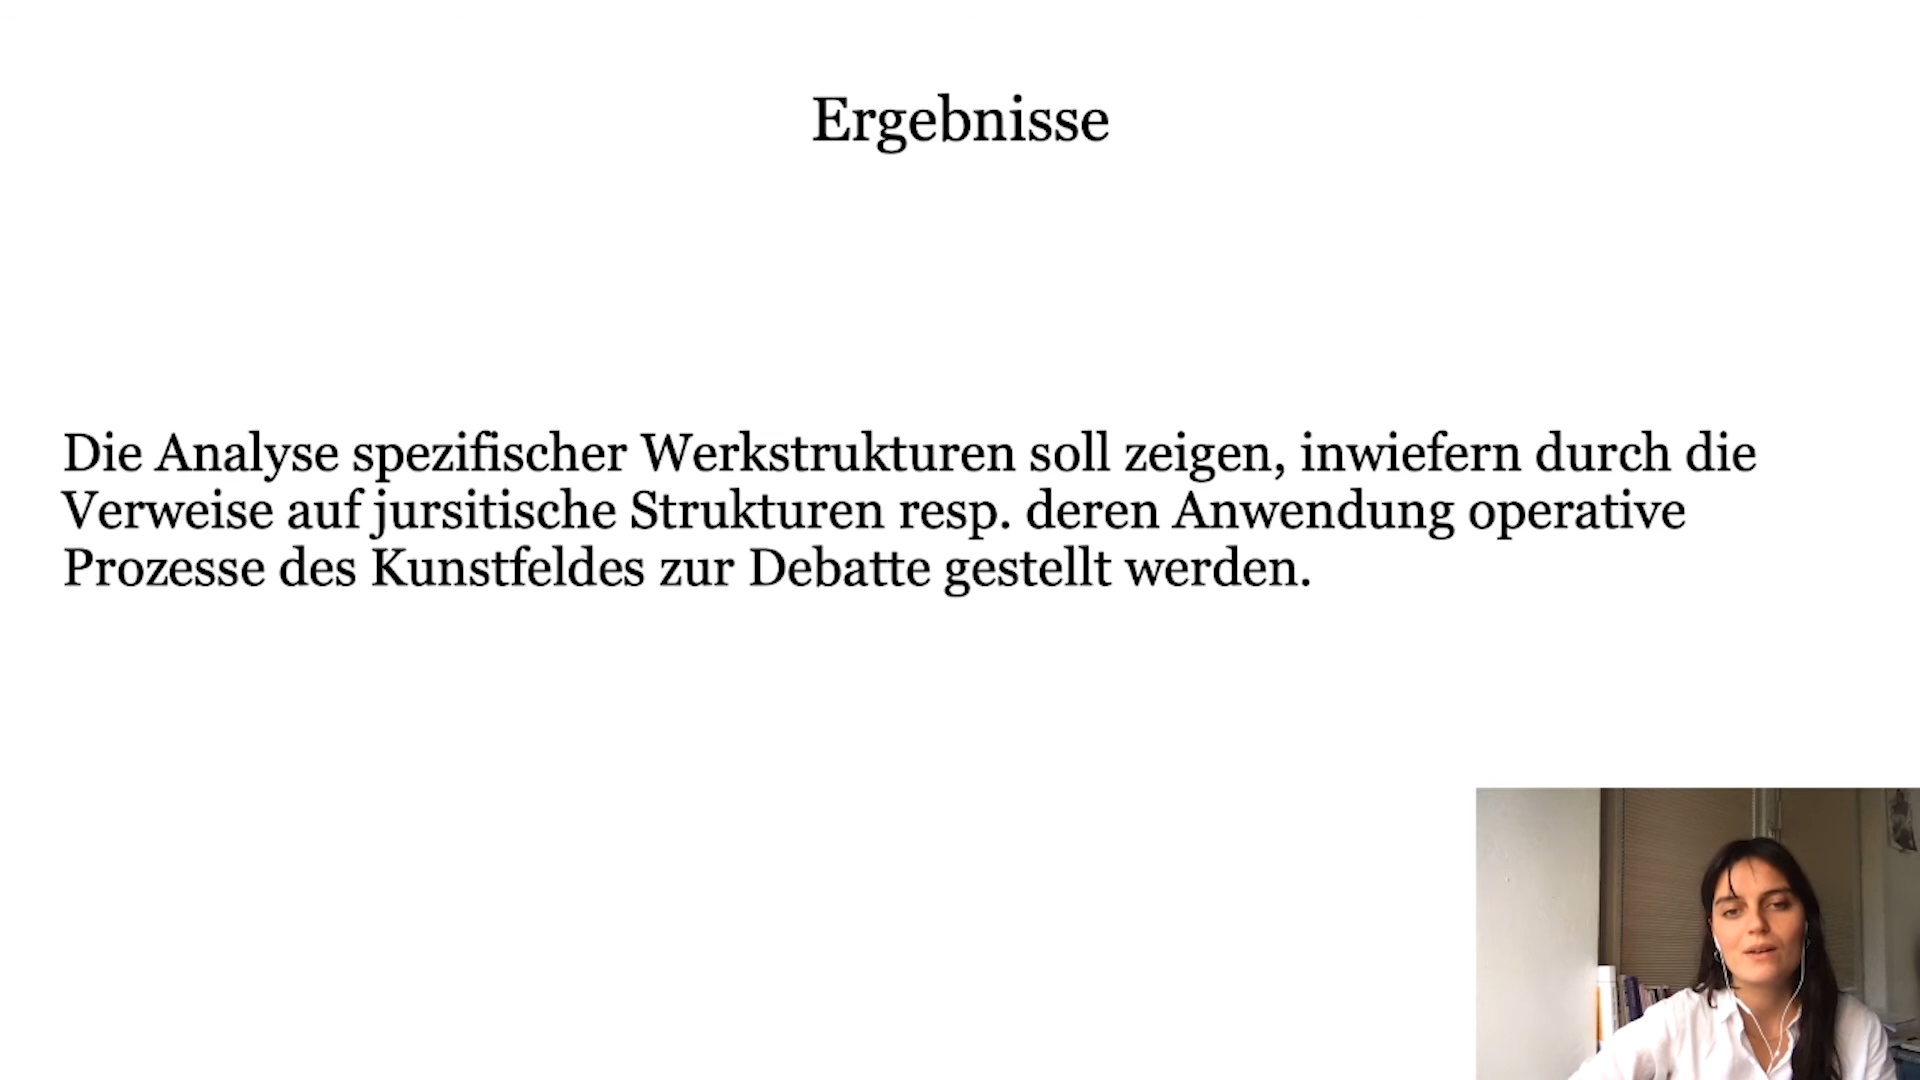 Ergebnisse
Die Analyse spezifischer Werkstrukturen soll zeigen, inwiefern durch die
Verweise auf jursitische Strukturen resp. deren Anwendung operative
Prozesse des Kunstfeldes zur Debatte gestellt werden.